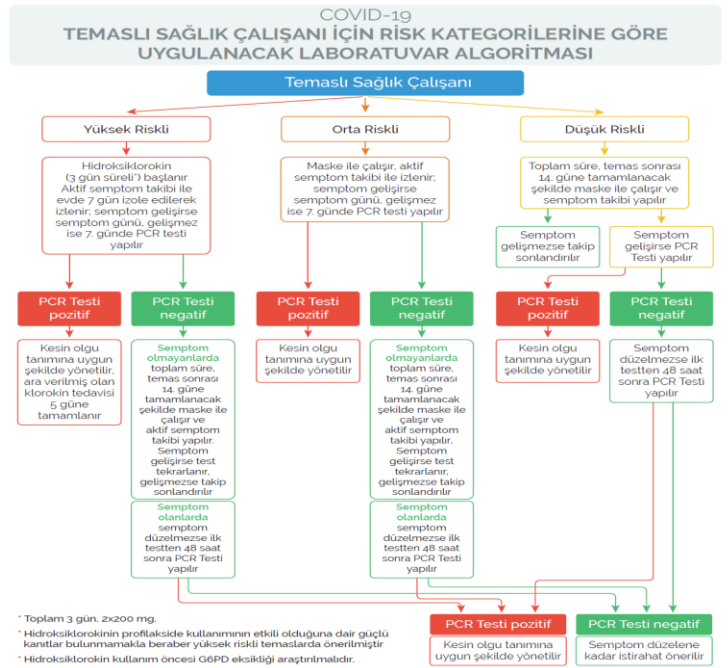 COVID-19
TEMASLI SAĞLIK ÇALIŞANI İÇİN RİSK KATEGORİLERİNE GÖRE
UYGULANACAK LABORATUVAR ALGORİTMASI
Temaslı Sağlık Çalışanı
Yüksek Riskli
Hidroksiklorokin
(3 gün süreli*) başlanır
Aktif semptom takibi ile
evde 7 gün izole edilerek
izlenir; semptom gelişirse
semptom günü, gelişmez
ise 7. günde PCR testi
yapılır
Orta Riskli
Maske ile çalışır, aktif
semptom takibi ile izlenir;
semptom gelişirse
semptom günü, gelişmez
ise 7. günde PCR testi yapılır
Düşük Riskli
Toplam süre, temas sonrası
14. güne tamamlanacak
şekilde maske ile çalışır ve
semptom takibi yapılır
Semptom
gelişmezse takip
sonlandırılır
Semptom
gelişirse PCR
Testi yapılır
PCR Testi
pozitif
Kesin olgu
tanımına uygun
şekilde yönetilir,
ara verilmiş olan
klorokin tedavisi
5 güne
tamamlanır
PCR Testi
negatif
Semptom
olmayanlarda
toplam süre,
temas sonrası
14. güne
tamamlanacak
şekilde maske ile
çalışır ve
aktif semptom
takibi yapılır.
Semptom
gelişirse test
tekrarlanır,
gelişmezse takip
sonlandırılır
Semptom
olanlarda
semptom
düzelmezse ilk
testten 48 saat
sonra PCR Testi
yapılır
PCR Testi
pozitif
Kesin olgu
tanımına uygun
şekilde yönetilir
PCR Testi
negatif
Semptom
olmayanlarda
toplam süre,
temas sonrası
14. güne
tamamlanacak
şekilde maske ile
çalışır ve
aktif semptom
takibi yapılır.
Semptom
gelişirse test
tekrarlanır,
gelişmezse takip
sonlandırılır
Semptom
olanlarda
semptom
düzelmezse ilk
testten 48 saat
sonra PCR Testi
yapılır
PCR Testi
pozitif
Kesin olgu
tanımına uygun
şekilde yönetilir
PCR Testi
negatif
Semptom
düzelmezse ilk
testten 48 saat
sonra PCR Testi
yapılır
PCR Testi pozitif
Kesin olgu tanımına
uygun şekilde yönetilir
PCR Testi negatif
Semptom düzelene
kadar istirahat önerilir
* Toplam 3 gün, 2x200 mg.
* Hidroksiklorokinin profilakside kullanımının etkili olduğuna dair güçlü
kanıtlar bulunmamakla beraber yüksek riskli temaslarda önerilmiştir
* Hidroksiklorokin kullanım öncesi G6PD eksikliği araştırılmalıdır.